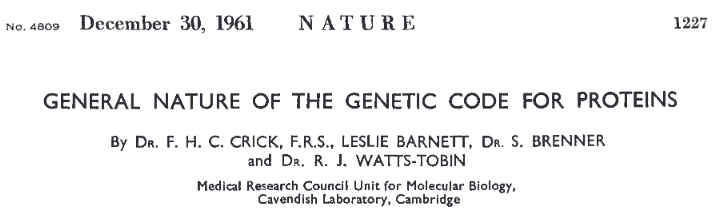 No. 4809 December 30, 1961 NATURE 1227
GENERAL NATURE OF THE GENETIC CODE FOR PROTEINS
By DR. F. H. C. CRICK, F.R.S., LESLIE BARNETT, DR. S. BRENNER
and DR. R. J. WATTS-TOBIN
Medical Research Council Unit for Molecular Biology,
Cavendish Laboratory, Cambridge